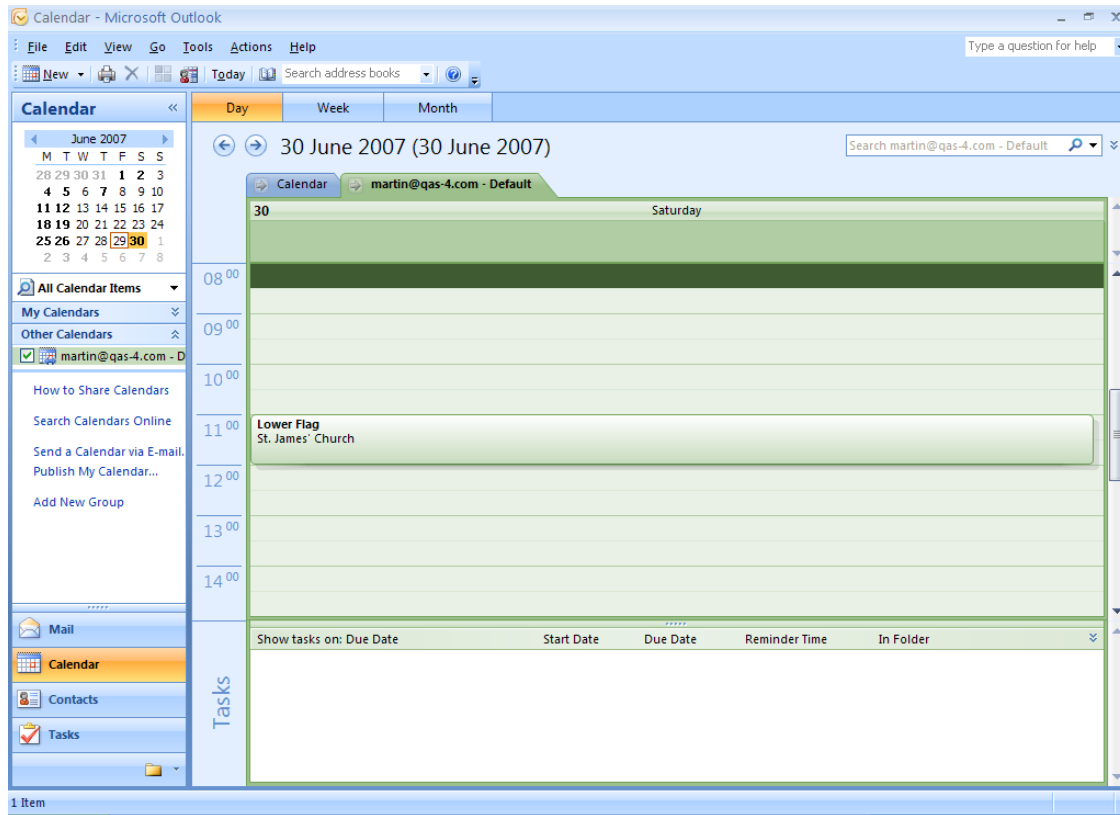 Calendar - Microsoft Outlook
File Edit View Go Tools Actions Help
Type a question for help
New Today Search address books
Calendar «
Day Week Month
June 2007
M T W T F S S
28 29 30 31 1 2 3
4 5 6 7 8 9 10
11 12 13 14 15 16 17
18 19 20 21 22 23 24
25 26 27 28 29 30 1
2 3 4 5 6 7 8
30 June 2007 (30 June 2007)
Search martin@qas-4.com - Default
Calendar martin@qas-4.com - Default
30 Saturday
All Calendar Items
My Calendars
Other Calendars
martin@qas-4.com - D
How to Share Calendars
Search Calendars Online
Send a Calendar via E-mail.
Publish My Calendar...
Add New Group
08 00
09 00
10 00
11 00
Lower Flag
St. James' Church
12 00
13 00
14 00
Mail
Calendar
Contacts
Tasks
Tasks
Show tasks on: Due Date Start Date Due Date Reminder Time In Folder
1 Item